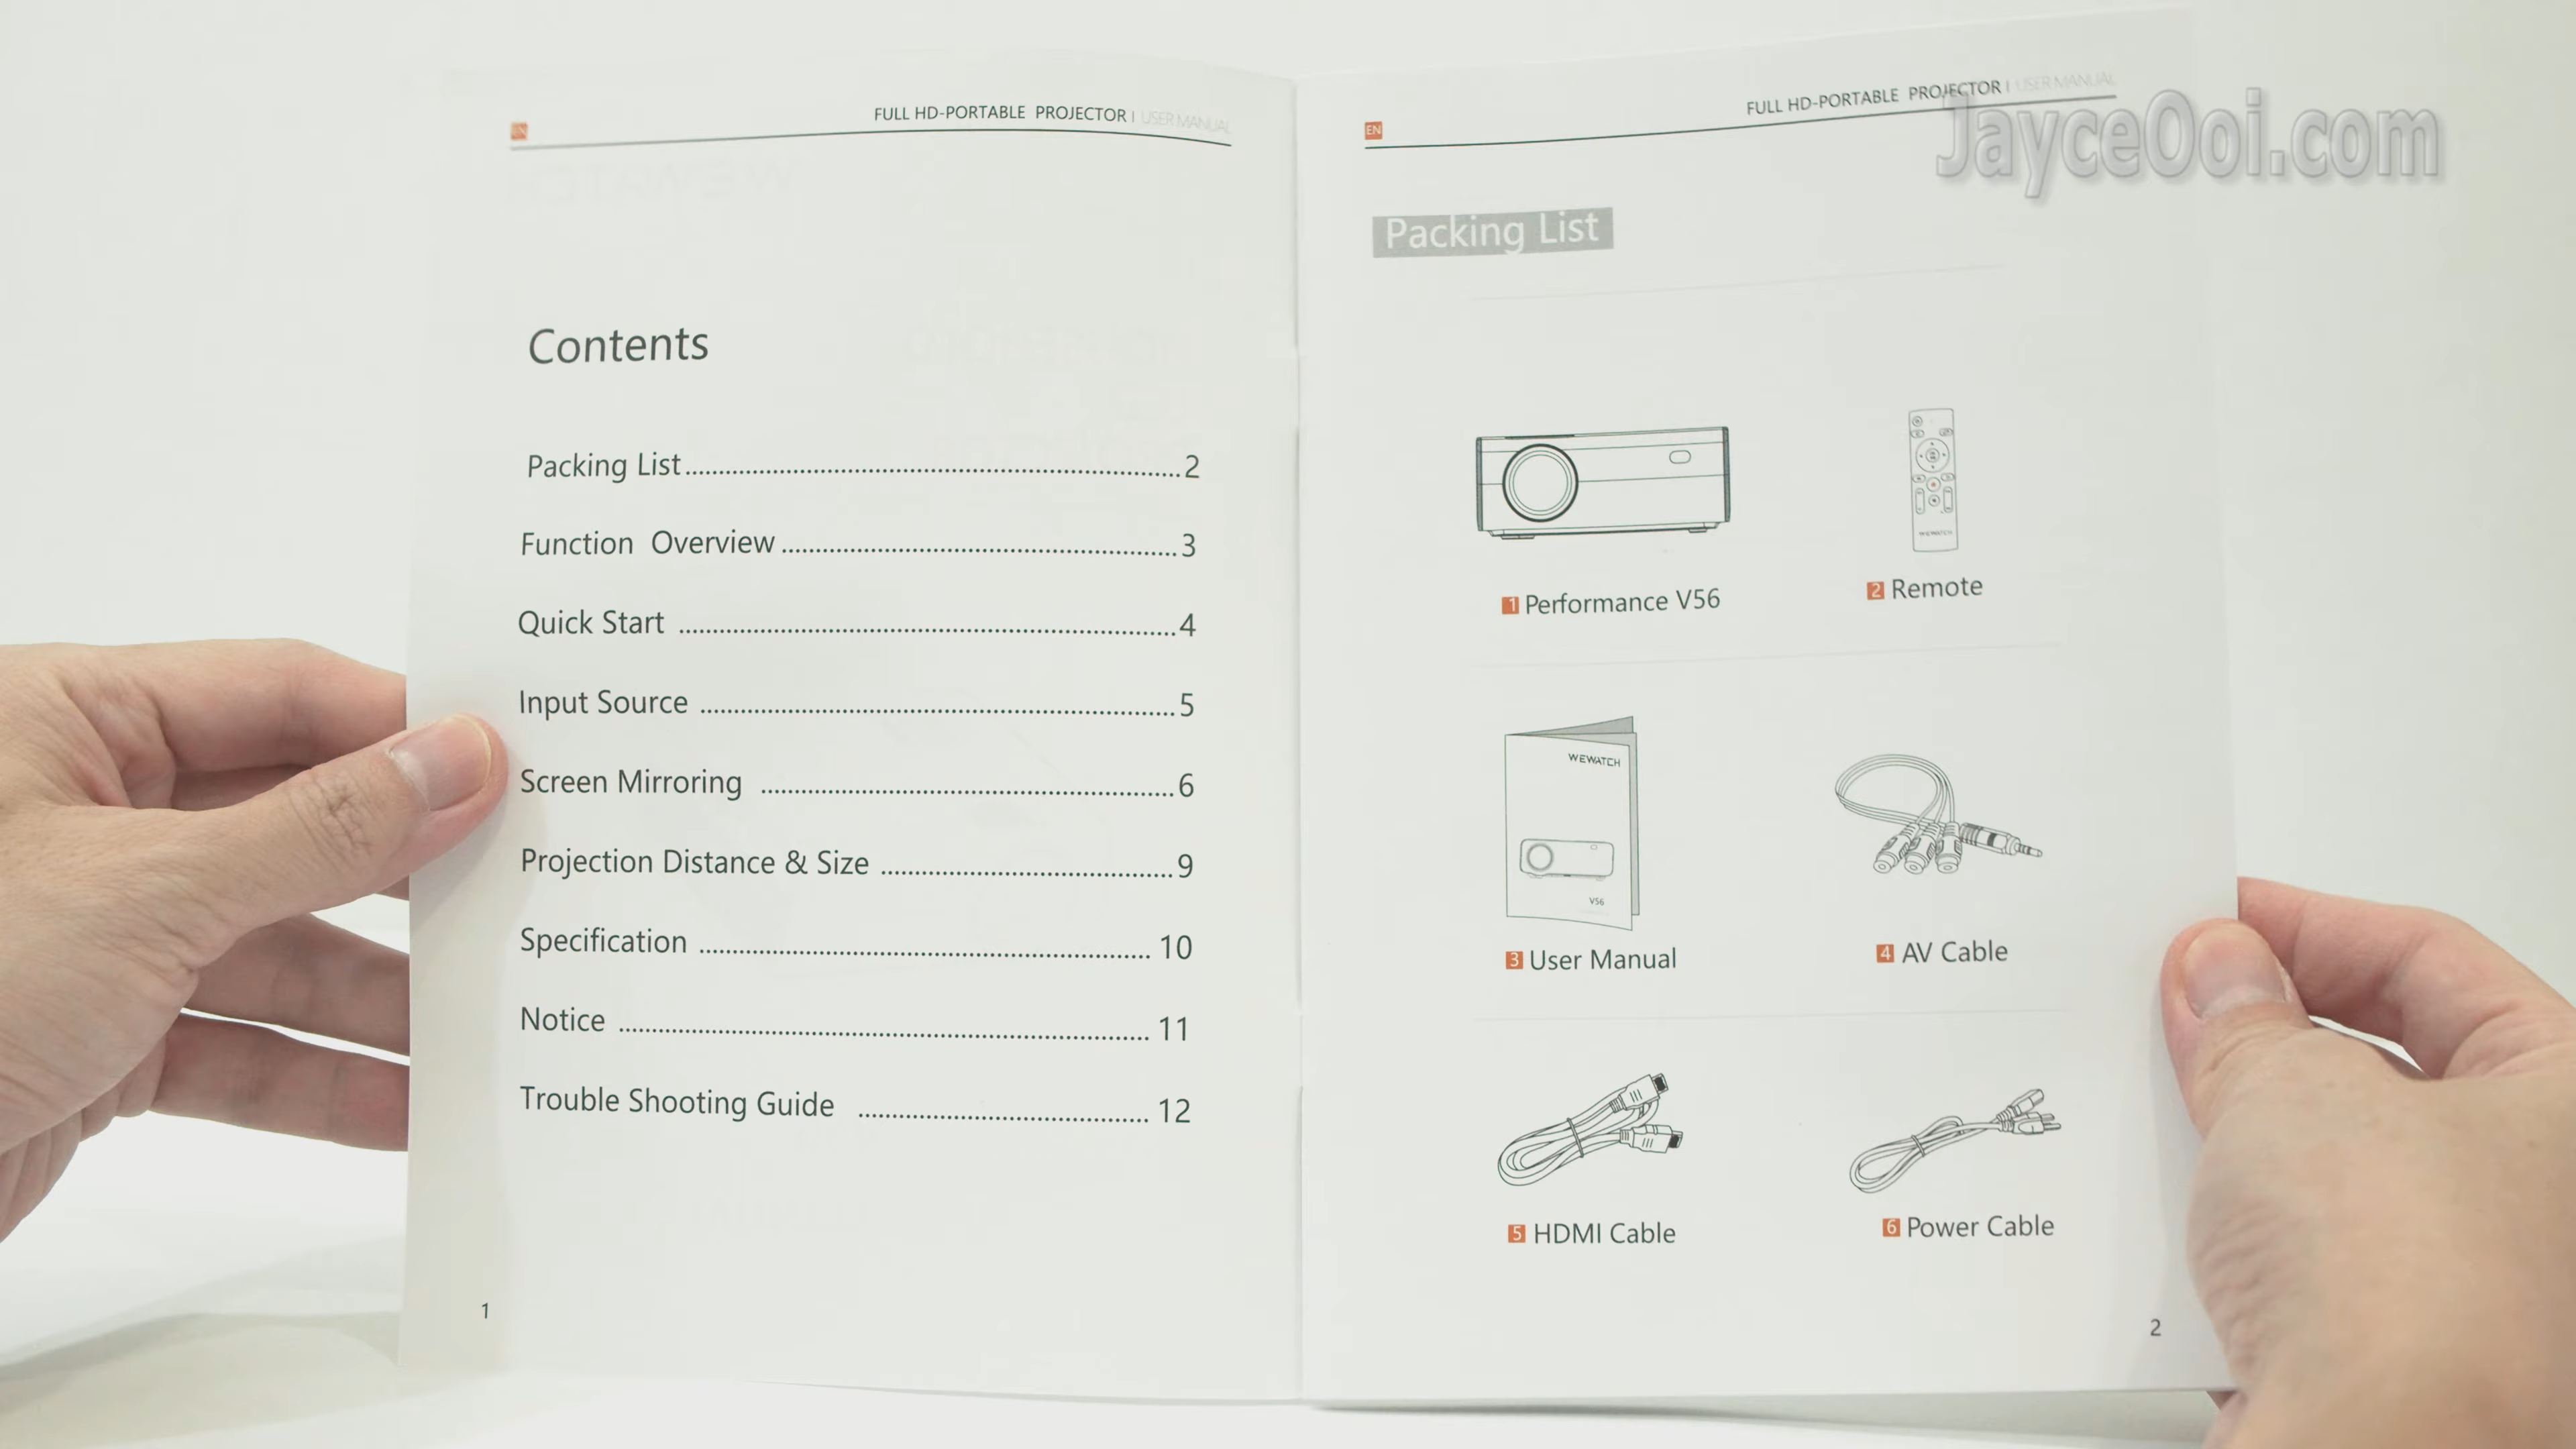 EN
FULL HD-PORTABLE PROJECTOR | USER MANUAL
Contents
Packing List 2
Function Overview 3
Quick Start 4
Input Source 5
Screen Mirroring 6
Projection Distance & Size 9
Specification 10
Notice 11
Trouble Shooting Guide 12
1
EN
FULL HD-PORTABLE PROJECTOR | USER MANUAL
JayceOoi.com
Packing List
WEWATCH
1 Performance V56
2 Remote
WEWATCH
V56
3 User Manual
4 AV Cable
5 HDMI Cable
6 Power Cable
2